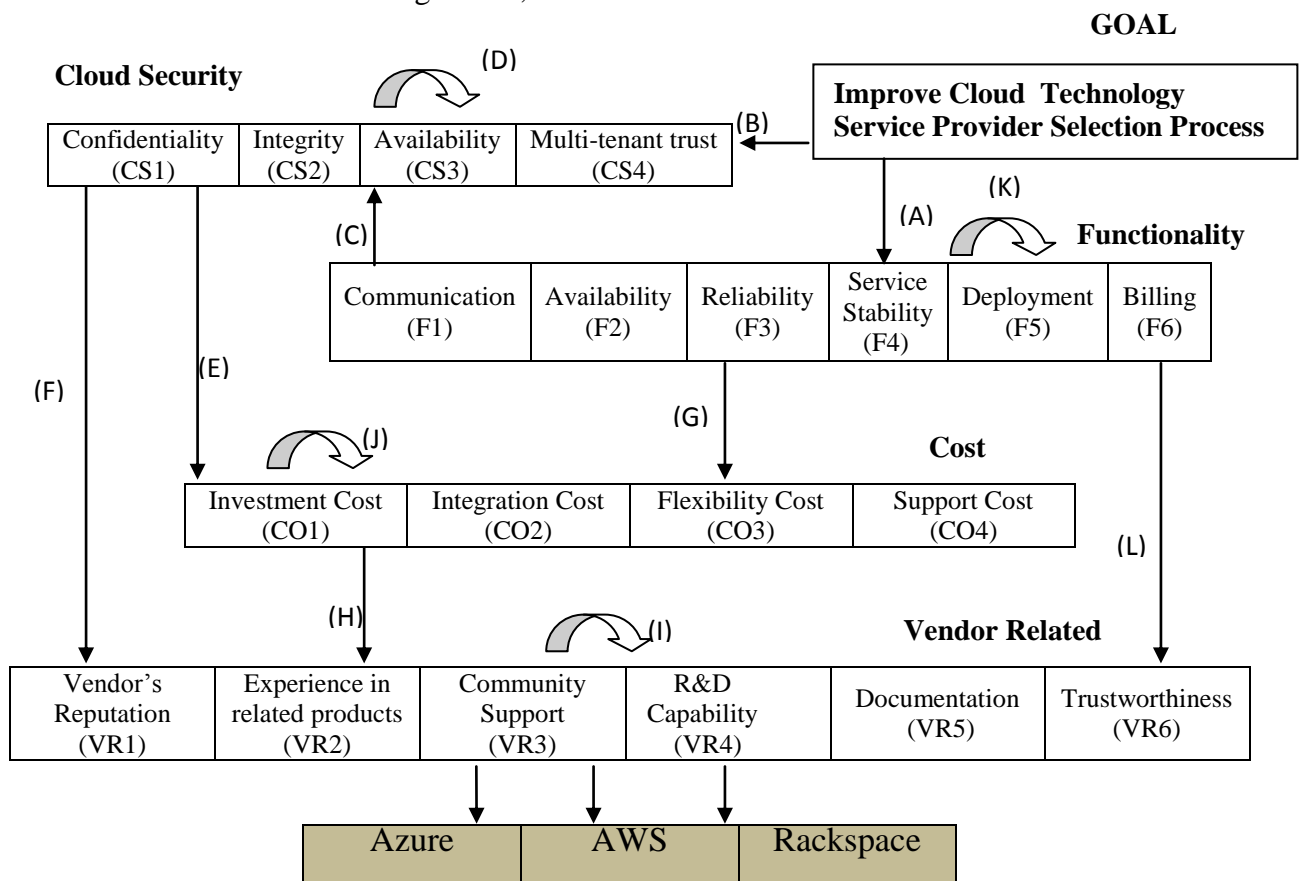 GOAL
(D)
Cloud Security
Improve Cloud Technology
Service Provider Selection Process
(B)
Confidentiality
(CS1)
Integrity
(CS2)
Availability
(CS3)
Multi-tenant trust
(CS4)
(K)
(A)
(C)
Functionality
Communication
(F1)
Availability
(F2)
Reliability
(F3)
Service
Stability
(F4)
Deployment
(F5)
Billing
(F6)
(E)
(F)
(G)
(J)
Cost
Investment Cost
(CO1)
Integration Cost
(CO2)
Flexibility Cost
(CO3)
Support Cost
(CO4)
(L)
(H)
(I)
Vendor Related
Vendor's
Reputation
(VR1)
Experience in
related products
(VR2)
Community
Support
(VR3)
R&D
Capability
(VR4)
Documentation
(VR5)
Trustworthiness
(VR6)
Azure
AWS
Rackspace